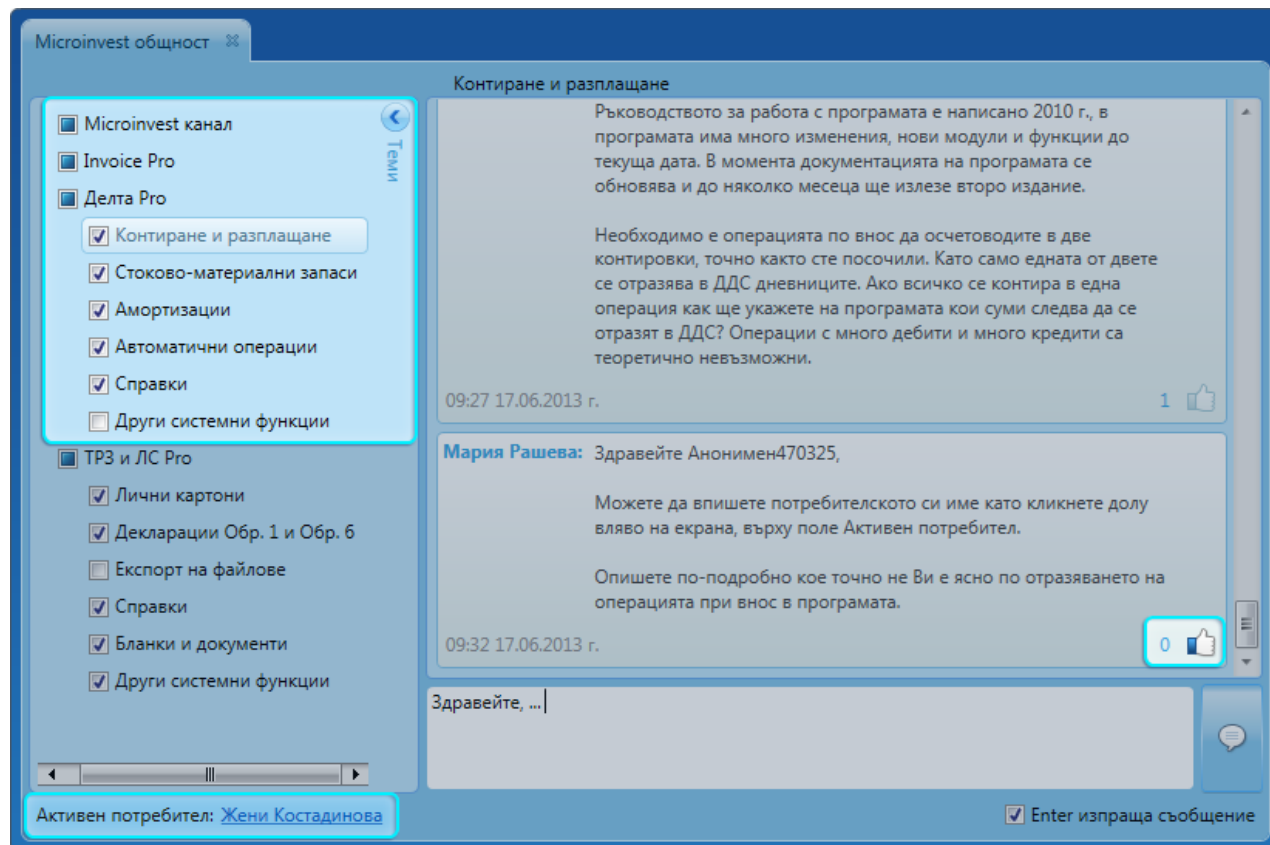 Microinvest общност
Контиране и разплащане
Microinvest канал
Invoice Pro
Делта Pro
Контиране и разплащане
Стоково-материални запаси
Амортизации
Автоматични операции
Справки
Други системни функции
ТРЗ и ЛС Pro
Лични картони
Декларации Обр. 1 и Обр. 6
Експорт на файлове
Справки
Бланки и документи
Други системни функции
Теми
Ръководството за работа с програмата е написано 2010 г., в
програмата има много изменения, нови модули и функции до
текуща дата. В момента документацията на програмата се
обновява и до няколко месеца ще излезе второ издание.
Необходимо е операцията по внос да осчетоводите в две
контировки, точно както сте посочили. Като само едната от двете
се отразява в ДДС дневниците. Ако всичко се контира в една
операция как ще укажете на програмата кои суми следва да се
отразят в ДДС? Операции с много дебити и много кредити са
теоретично невъзможни.
09:27 17.06.2013 г. 1
Мария Рашева: Здравейте Анонимен470325,
Можете да впишете потребителското си име като кликнете долу
вляво на екрана, върху поле Активен потребител.
Опишете по-подробно кое точно не Ви е ясно по отразяването на
операцията при внос в програмата.
09:32 17.06.2013 г. 0
Здравейте, ...
Активен потребител: Жени Костадинова
Enter изпраща съобщение